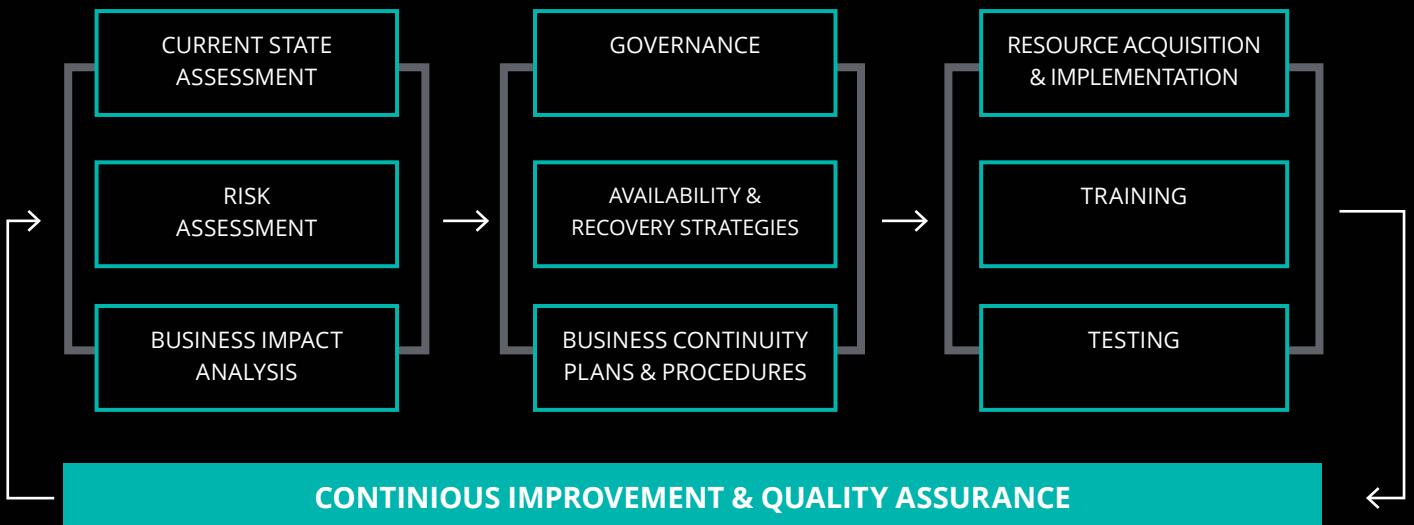 CURRENT STATE
ASSESSMENT
RISK
ASSESSMENT
BUSINESS IMPACT
ANALYSIS
GOVERNANCE
AVAILABILITY &
RECOVERY STRATEGIES
BUSINESS CONTINUITY
PLANS & PROCEDURES
RESOURCE ACQUISITION
& IMPLEMENTATION
TRAINING
TESTING
CONTINIOUS IMPROVEMENT & QUALITY ASSURANCE